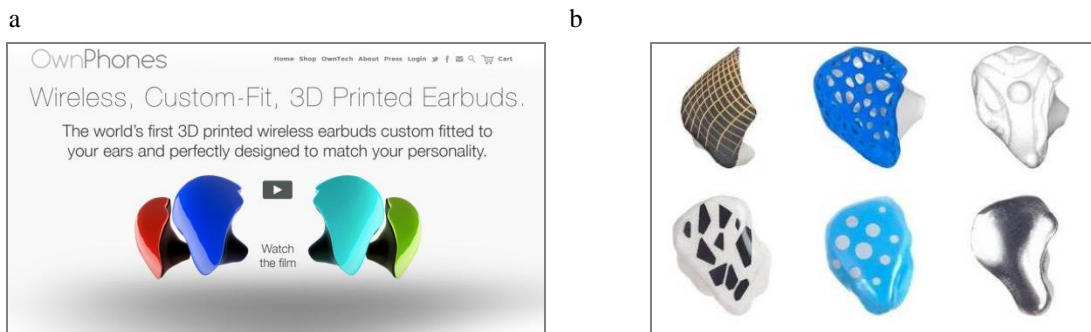 a
b
OwnPhones
Home Shop OwnTech About Press Login Cart
Wireless, Custom-Fit, 3D Printed Earbuds.
The world's first 3D printed wireless earbuds custom fitted to
your ears and perfectly designed to match your personality.
Watch
the film